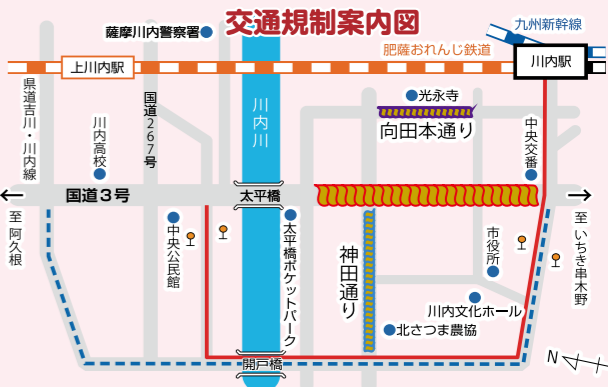 交通規制案内図
薩摩川内警察署
九州新幹線
肥薩おれんじ鉄道
上川内駅
川内駅
県道吉川・川内線
川内高校
国道267号
川内川
光永寺
向田本通り
中央交番
国道3号
太平橋
至 阿久根
中央公民館
太平橋ポケットパーク
神田通り
市役所
至 いちき串木野
川内文化ホール
北さつま農協
開戸橋
N